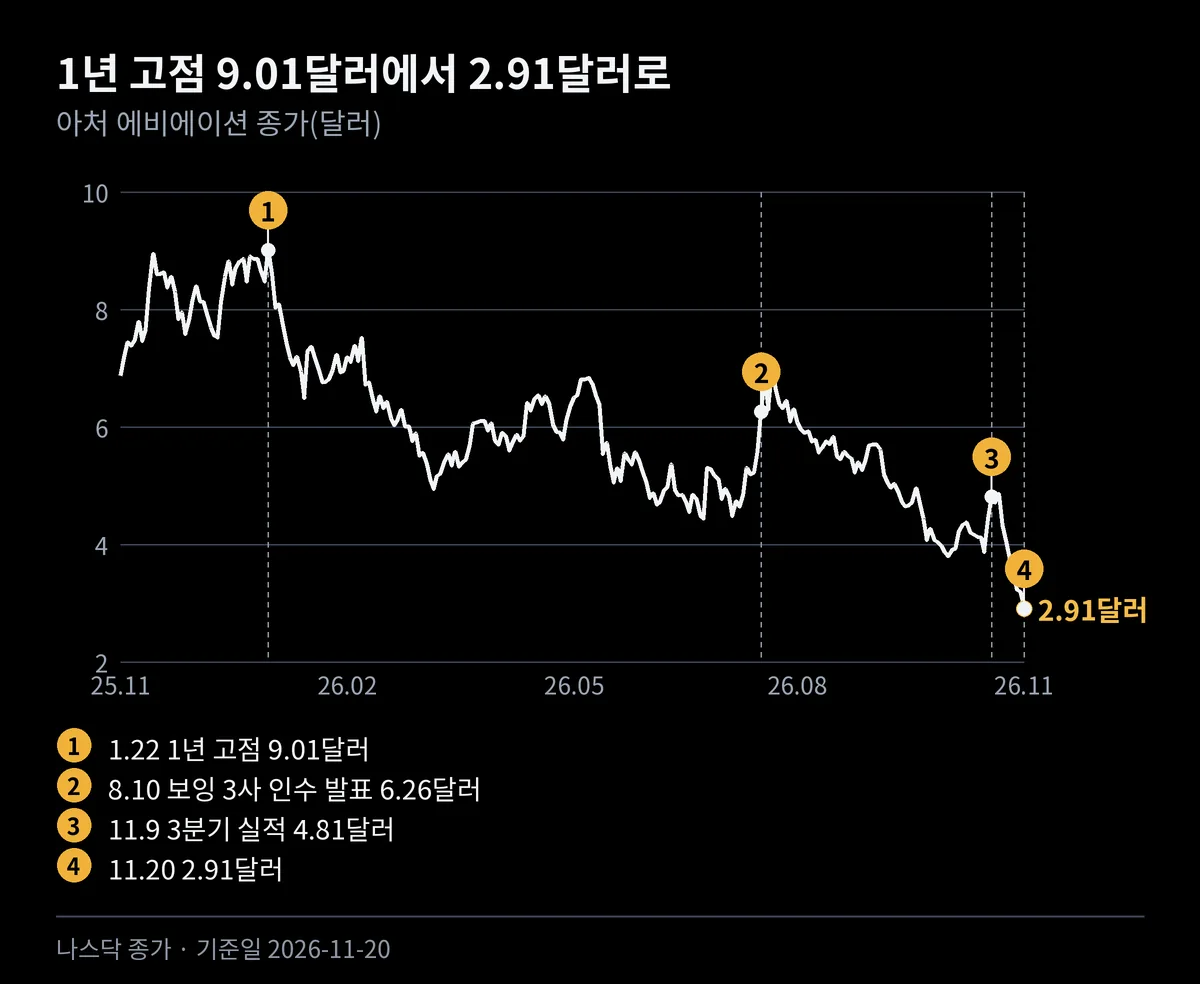 1년 고점 9.01달러에서 2.91달러로
아처 에비에이션 종가(달러)
10
8
6
4
2
1
2
3
4
2.91달러
25.11 26.02 26.05 26.08 26.11
1 1.22 1년 고점 9.01달러
2 8.10 보잉 3사 인수 발표 6.26달러
3 11.9 3분기 실적 4.81달러
4 11.20 2.91달러
나스닥 종가 · 기준일 2026-11-20